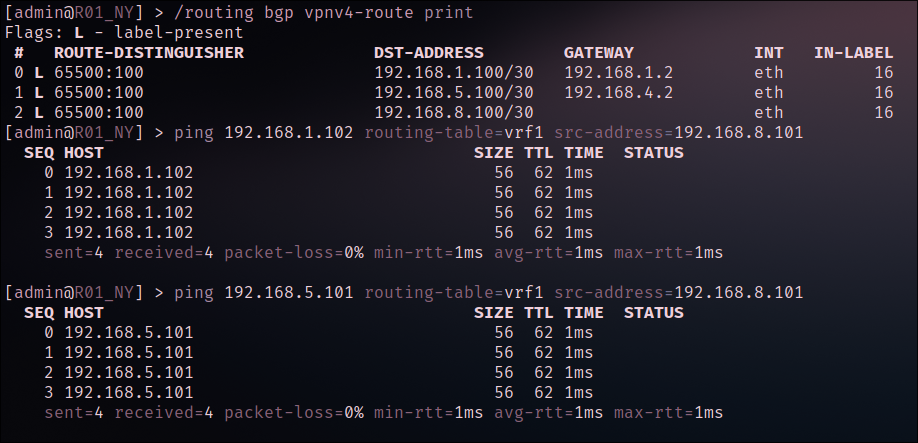 [admin@R01_NY] > /routing bgp vpnv4-route print
Flags: L - label-present
# ROUTE-DISTINGUISHER DST-ADDRESS GATEWAY INT IN-LABEL
0 L 65500:100 192.168.1.100/30 192.168.1.2 eth 16
1 L 65500:100 192.168.5.100/30 192.168.4.2 eth 16
2 L 65500:100 192.168.8.100/30 eth 16
[admin@R01_NY] > ping 192.168.1.102 routing-table=vrf1 src-address=192.168.8.101
SEQ HOST SIZE TTL TIME STATUS
0 192.168.1.102 56 62 1ms
1 192.168.1.102 56 62 1ms
2 192.168.1.102 56 62 1ms
3 192.168.1.102 56 62 1ms
sent=4 received=4 packet-loss=0% min-rtt=1ms avg-rtt=1ms max-rtt=1ms
[admin@R01_NY] > ping 192.168.5.101 routing-table=vrf1 src-address=192.168.8.101
SEQ HOST SIZE TTL TIME STATUS
0 192.168.5.101 56 62 1ms
1 192.168.5.101 56 62 1ms
2 192.168.5.101 56 62 1ms
3 192.168.5.101 56 62 1ms
sent=4 received=4 packet-loss=0% min-rtt=1ms avg-rtt=1ms max-rtt=1ms